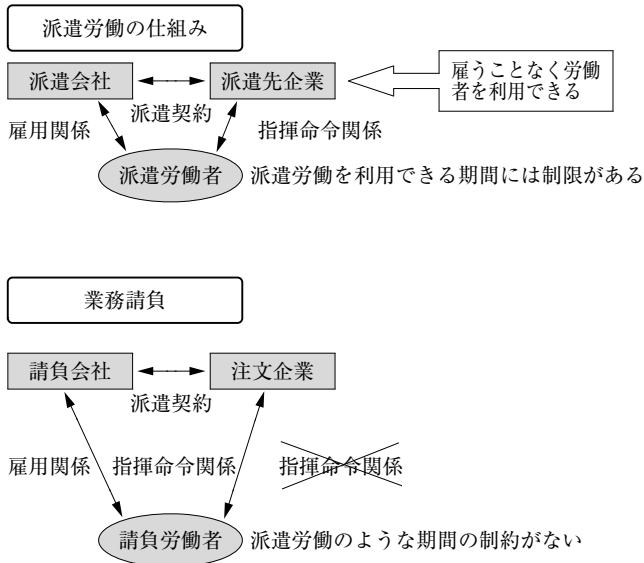 派遣労働の仕組み
派遣会社
派遣先企業
雇うことなく労働
者を利用できる
派遣契約
雇用関係
指揮命令関係
派遣労働者
派遣労働を利用できる期間には制限がある
業務請負
請負会社
注文企業
派遣契約
雇用関係
指揮命令関係
指揮命令関係
請負労働者
派遣労働のような期間の制約がない